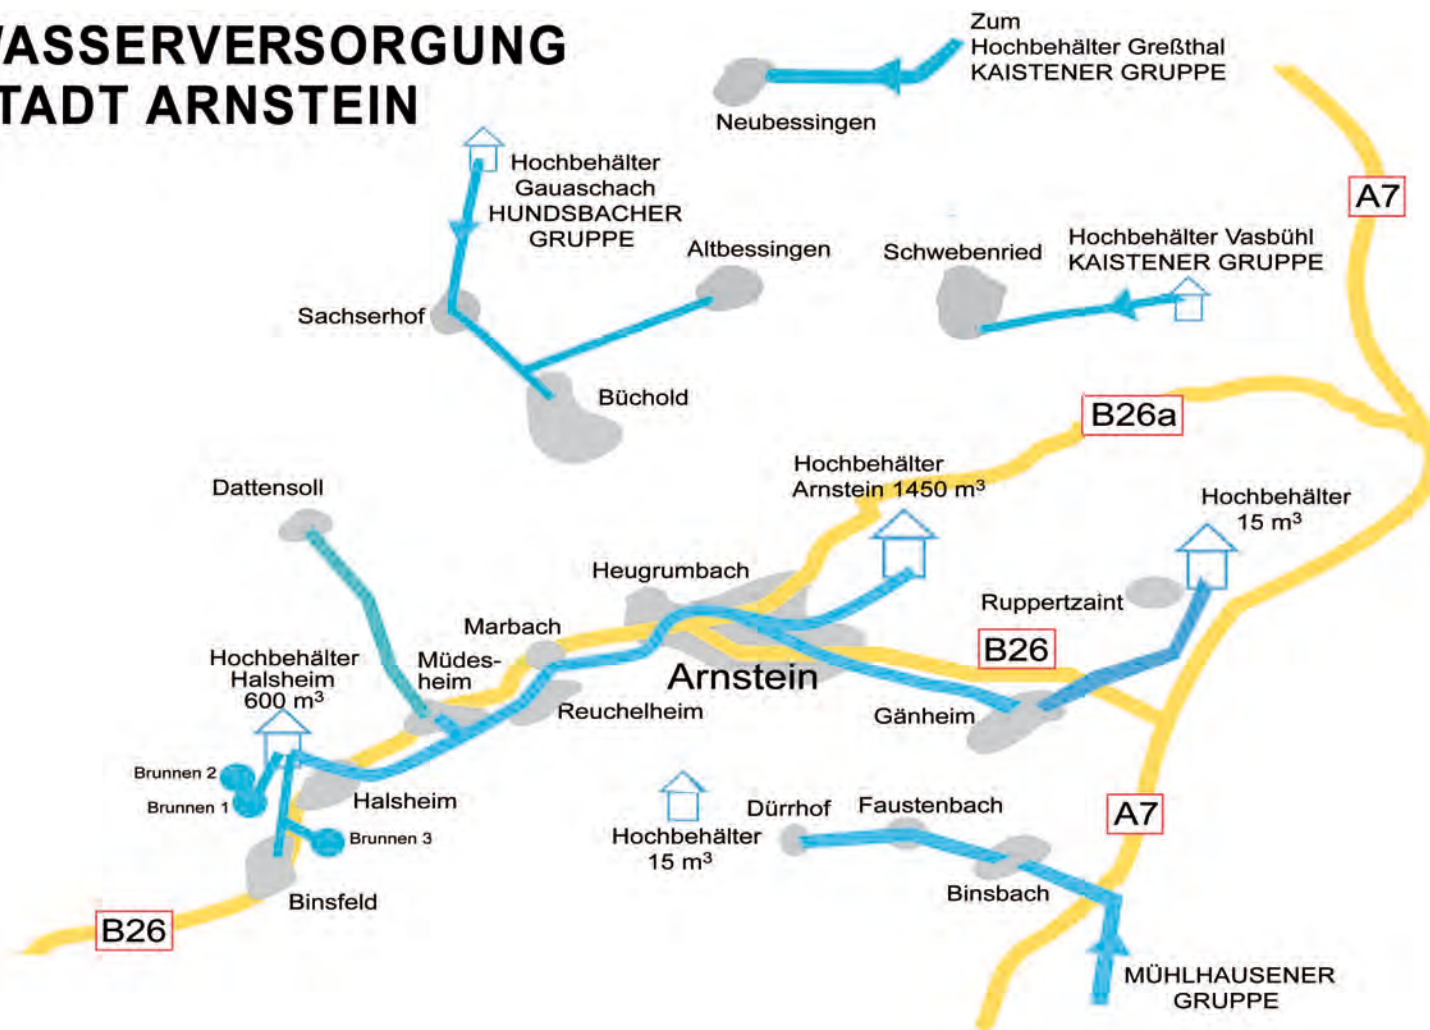 WASSERVERSORGUNG
STADT ARNSTEIN
Zum
Hochbehälter Greßthal
KAISTENER GRUPPE
Neubessingen
A7
Hochbehälter
Gauaschach
HUNDSBACHER
GRUPPE
Altbessingen
Schwebenried
Hochbehälter Vasbühl
KAISTENER GRUPPE
Sachserhof
Büchold
B26a
Hochbehälter
Arnstein 1450 m³
Hochbehälter
15 m³
Dattensoll
Heugrumbach
Ruppertzaint
Marbach
B26
Hochbehälter
Halsheim
600 m³
Müdes-
heim
Arnstein
Reuchelheim
Gänheim
Brunnen 2
Brunnen 1
Halsheim
Brunnen 3
Hochbehälter
15 m³
Dürrhof
Faustenbach
A7
Binsbach
Binsfeld
B26
MÜHLHAUSENER
GRUPPE